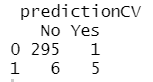 predictionCV
No Yes
0 295 1
1 6 5